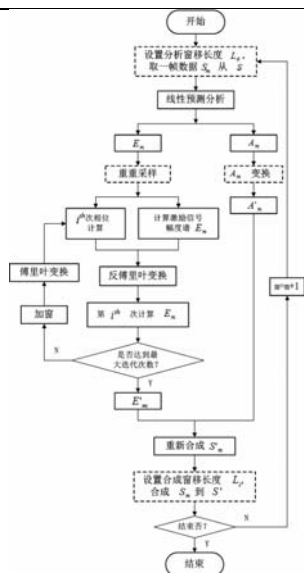 开始
设置分析窗移长度 L_a,
取一帧数据 S_m 从 S
线性预测分析
E_m
A_m
重重采样
A_m 变换
i^th次相位
计算
计算激励信号
幅度谱 E_m
A'_m
傅里叶变换
反傅里叶变换
m=m+1
加窗
第 i^th 次计算 E_m
N
是否达到最
大迭代次数?
Y
E'_m
重新合成 S'_m
设置合成窗移长度
合成 S_m 到 S'
结束否?
N
Y
结束